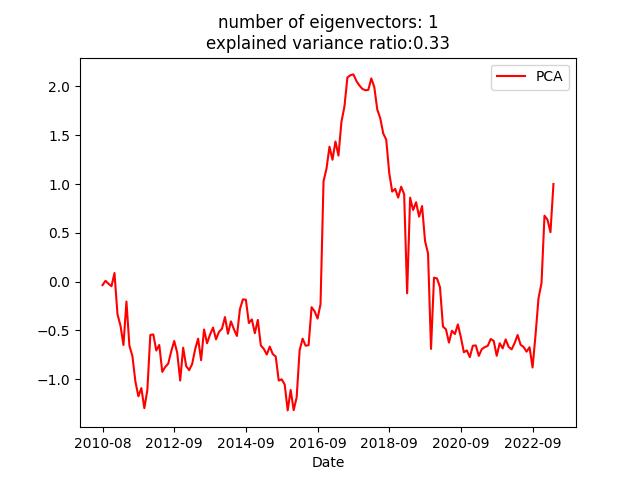 number of eigenvectors: 1
explained variance ratio:0.33
PCA
2.0
1.5
1.0
0.5
0.0
−0.5
−1.0
2010-08 2012-09 2014-09 2016-09 2018-09 2020-09 2022-09
Date